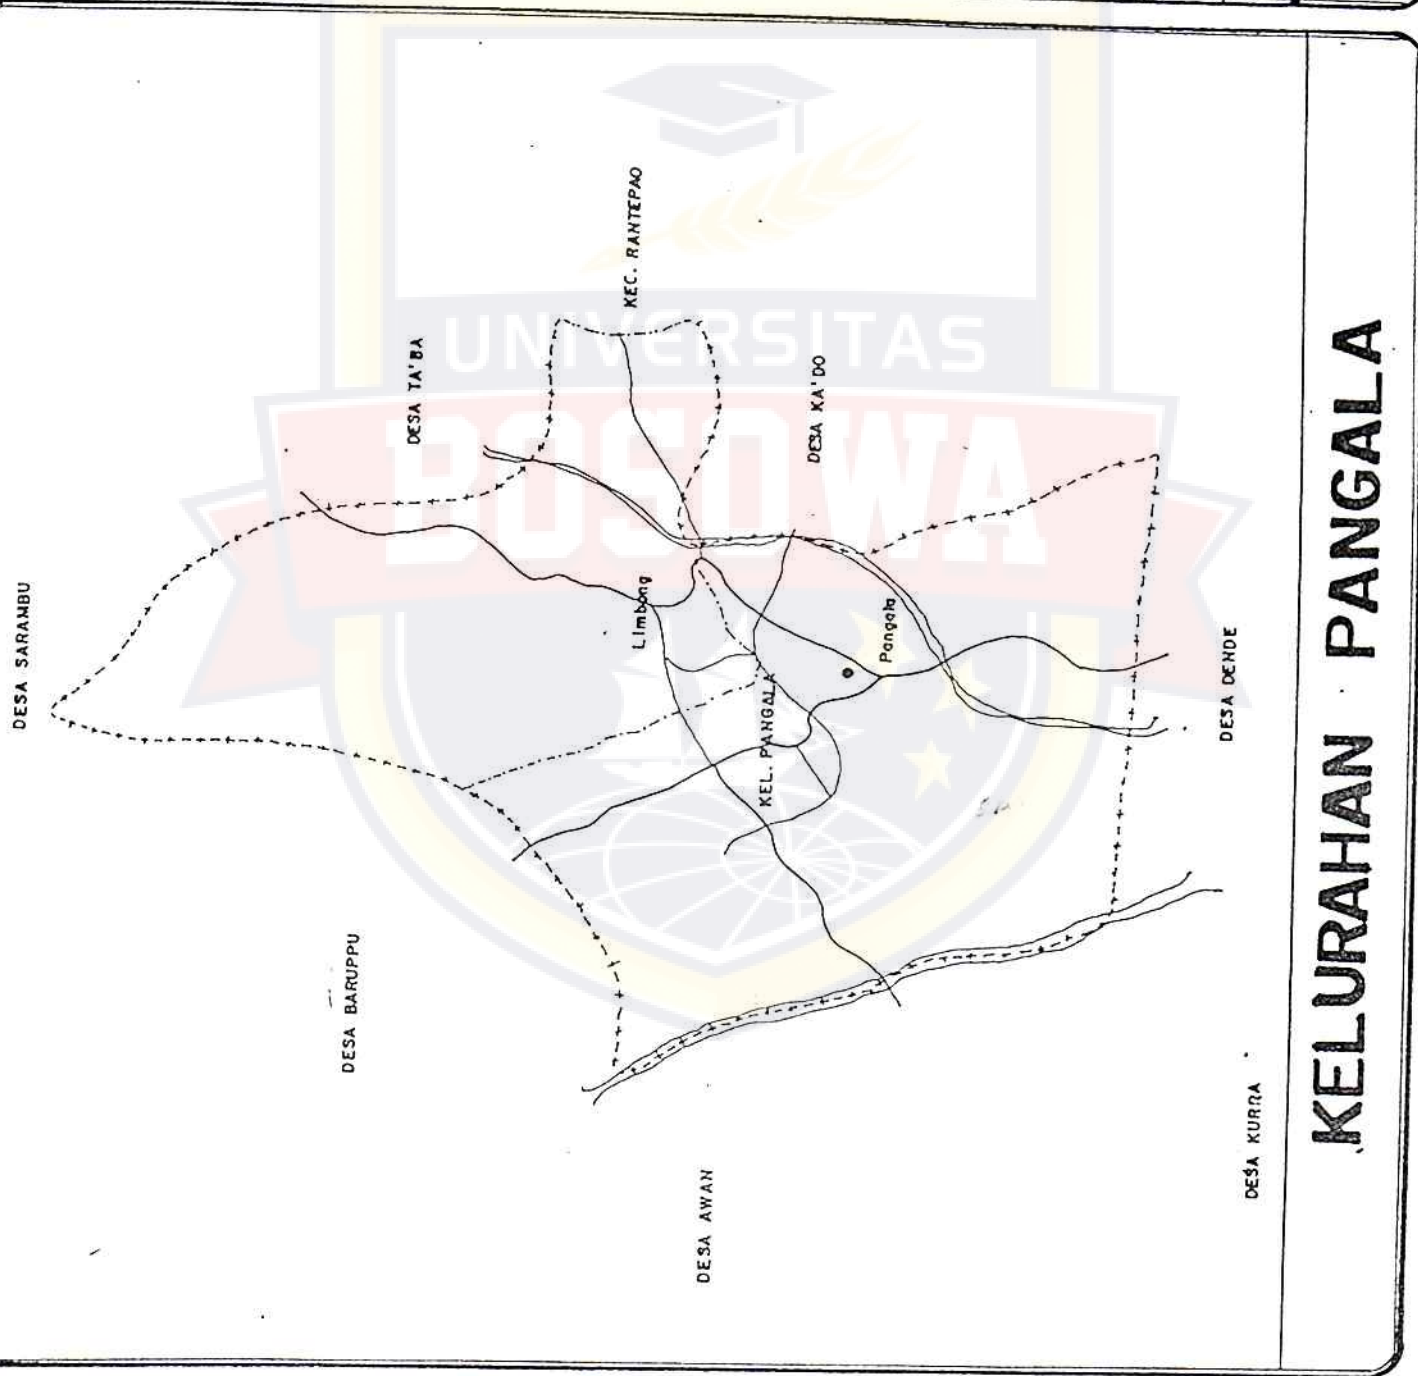 DESA SARAMBU
DESA TA'BA
KEC. RANTEPAO
DESA BARUPPU
Limbong
DESA KA'DO
KEL. PANGALA
Pangala
DESA AWAN
DESA DENDE
DESA KURRA
KELURAHAN PANGALA
UNIVERSITAS
BOSOWA